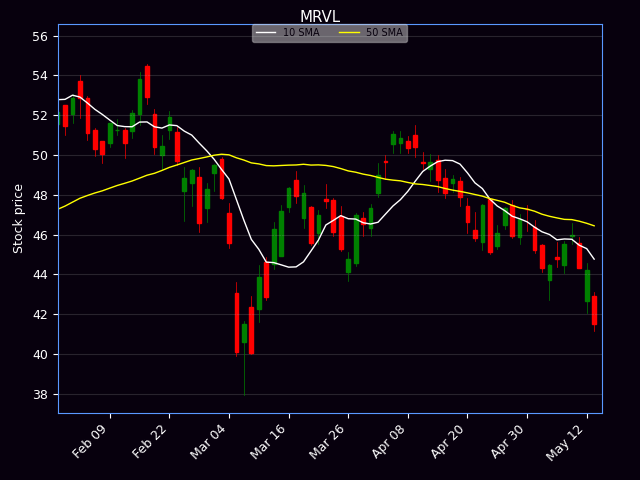 MRVL
10 SMA
50 SMA
Stock price
56
54
52
50
48
46
44
42
40
38
Feb 09
Feb 22
Mar 04
Mar 16
Mar 26
Apr 08
Apr 20
Apr 30
May 12